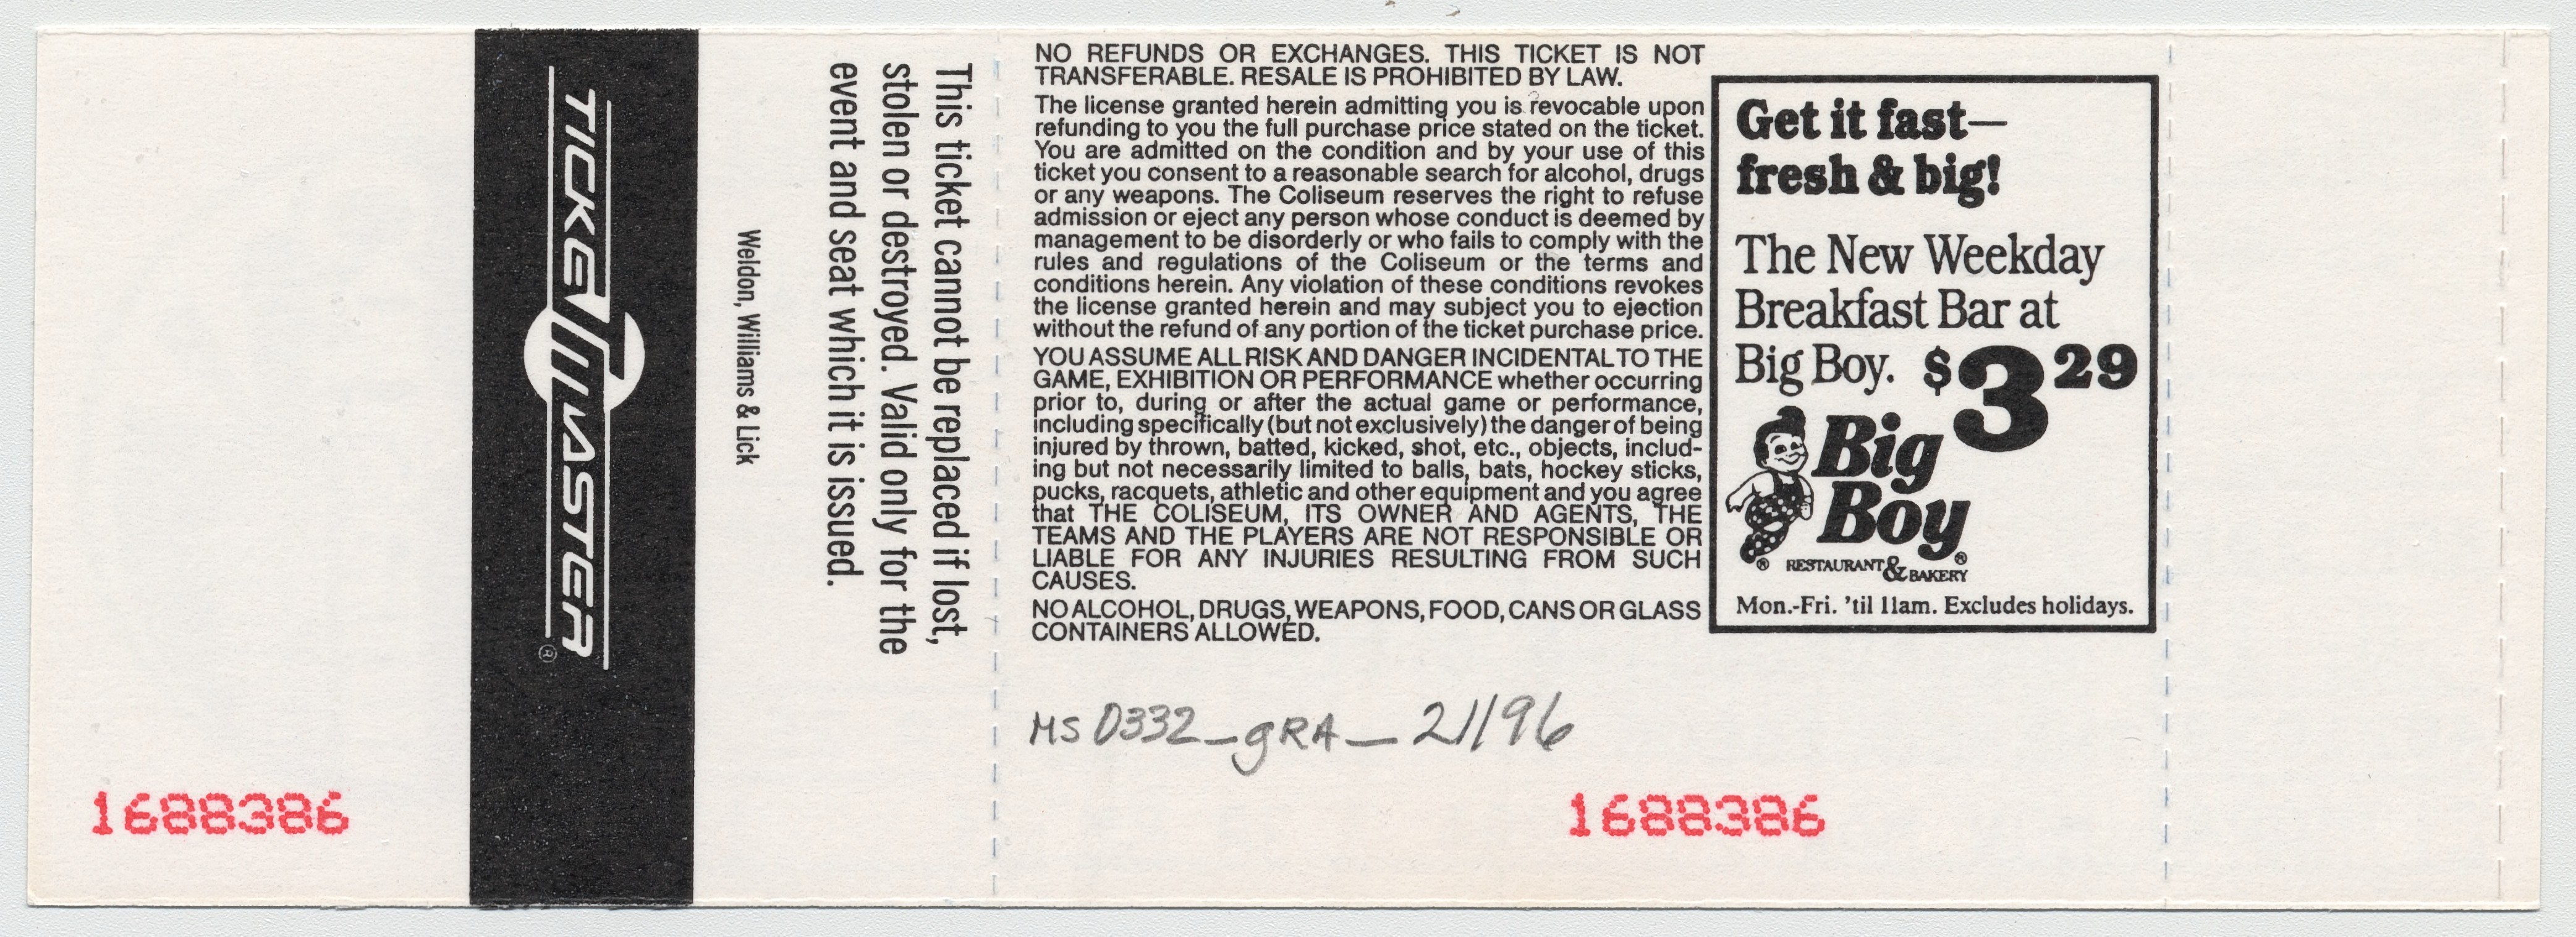 TICKETMASTER®
Weldon, Williams & Lick
This ticket cannot be replaced if lost,
stolen or destroyed. Valid only for the
event and seat which it is issued.
1688386
NO REFUNDS OR EXCHANGES. THIS TICKET IS NOT
TRANSFERABLE. RESALE IS PROHIBITED BY LAW.
The license granted herein admitting you is revocable upon
refunding to you the full purchase price stated on the ticket.
You are admitted on the condition and by your use of this
ticket you consent to a reasonable search for alcohol, drugs
or any weapons. The Coliseum reserves the right to refuse
admission or eject any person whose conduct is deemed by
management to be disorderly or who fails to comply with the
rules and regulations of the Coliseum or the terms and
conditions herein. Any violation of these conditions revokes
the license granted herein and may subject you to ejection
without the refund of any portion of the ticket purchase price.
YOU ASSUME ALL RISK AND DANGER INCIDENTAL TO THE
GAME, EXHIBITION OR PERFORMANCE whether occurring
prior to, during or after the actual game or performance,
including specifically (but not exclusively) the danger of being
injured by thrown, batted, kicked, shot, etc., objects, includ-
ing but not necessarily limited to balls, bats, hockey sticks,
pucks, racquets, athletic and other equipment and you agree
that THE COLISEUM, ITS OWNER AND AGENTS, THE
TEAMS AND THE PLAYERS ARE NOT RESPONSIBLE OR
LIABLE FOR ANY INJURIES RESULTING FROM SUCH
CAUSES.
NO ALCOHOL, DRUGS, WEAPONS, FOOD, CANS OR GLASS
CONTAINERS ALLOWED.
MS 0332_gRA_21196
1688386
Get it fast—
fresh & big!
The New Weekday
Breakfast Bar at
Big Boy. $3 29
Big
Boy®
® RESTAURANT & BAKERY
Mon.-Fri. 'til 11am. Excludes holidays.